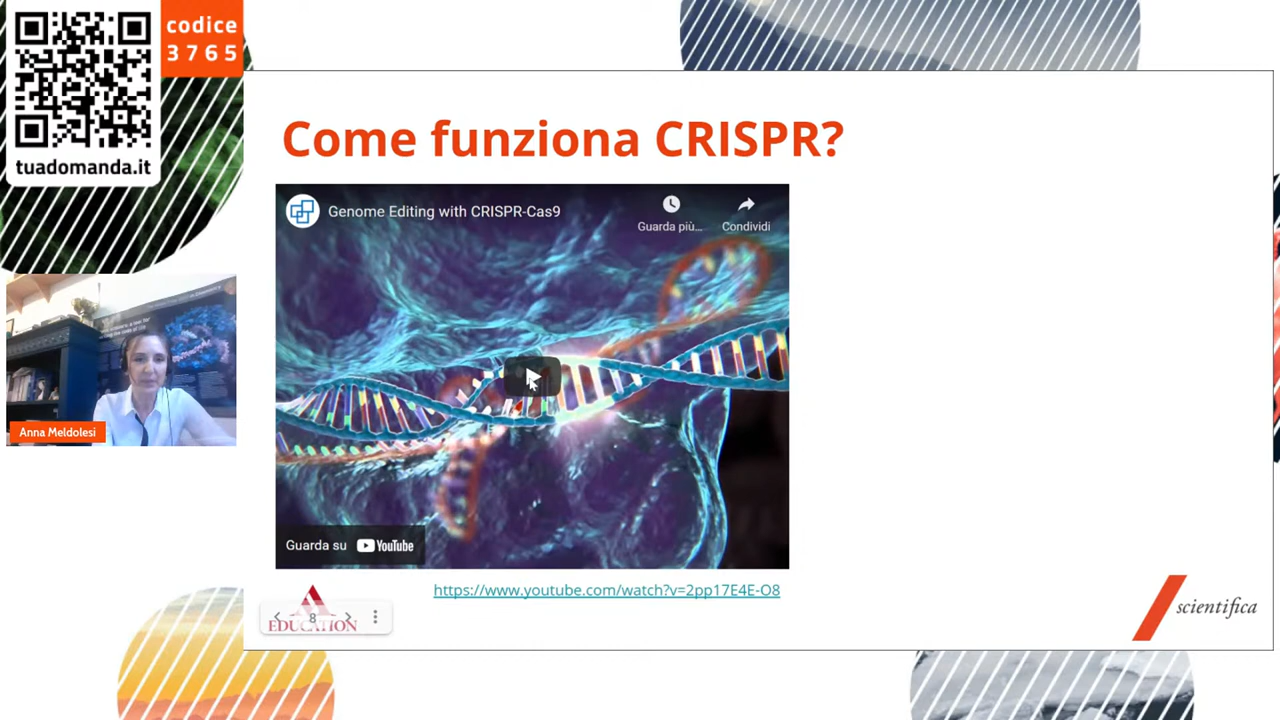 codice
3765
tuadomanda.it
Come funziona CRISPR?
Genome Editing with CRISPR-Cas9
Guarda più...
Condividi
Anna Meldolesi
Guarda su YouTube
https://www.youtube.com/watch?v=2pp17E4E-O8
8
EDUCATION
scientifica